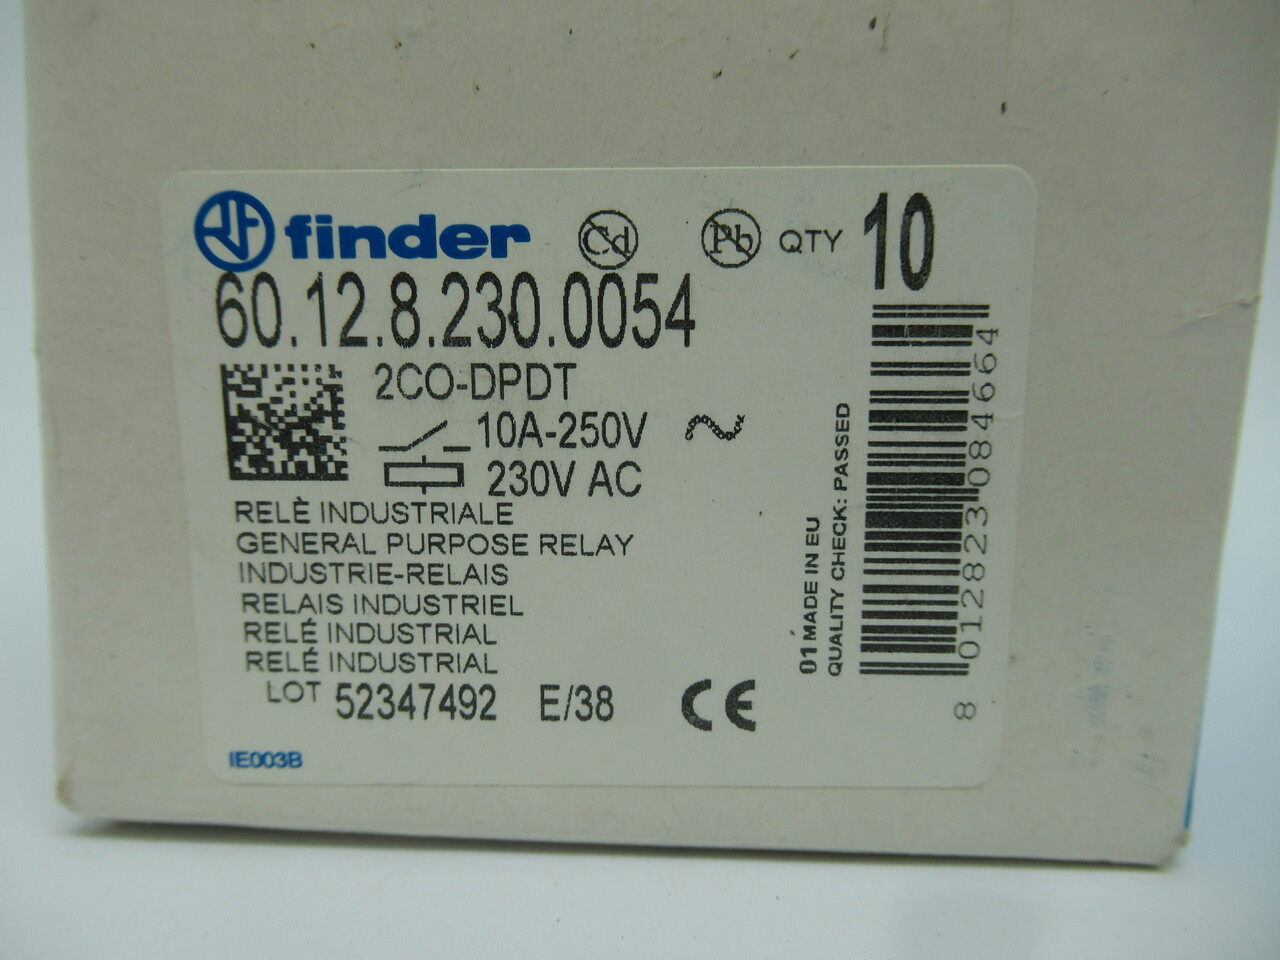 finder Cd Pb QTY 10
60.12.8.230.0054
2CO-DPDT
10A-250V ~
230V AC
RELÈ INDUSTRIALE
GENERAL PURPOSE RELAY
INDUSTRIE-RELAIS
RELAIS INDUSTRIEL
RELÉ INDUSTRIAL
RELÉ INDUSTRIAL
LOT 52347492 E/38 CE
IE003B
01 MADE IN EU
QUALITY CHECK: PASSED
8 012823 084664